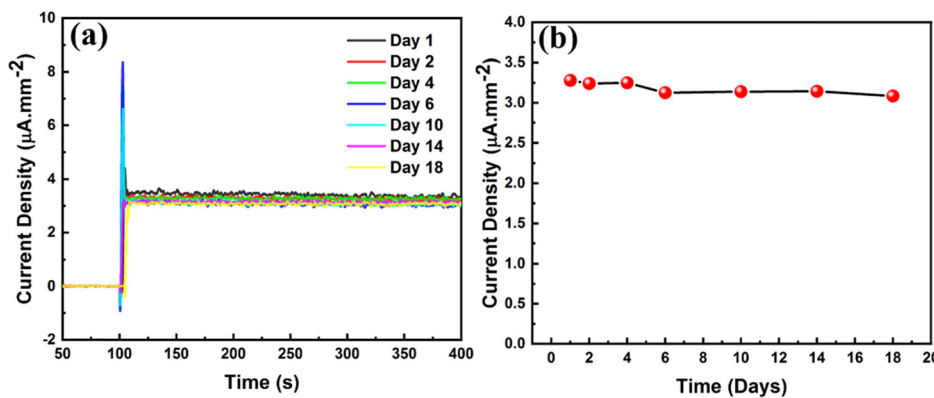 (a)
10
8
6
4
2
0
-2
Current Density (μA.mm⁻²)
Day 1
Day 2
Day 4
Day 6
Day 10
Day 14
Day 18
50 100 150 200 250 300 350 400
Time (s)
(b)
4.0
3.5
3.0
2.5
2.0
1.5
1.0
0.5
0.0
Current Density (μA.mm⁻²)
0 2 4 6 8 10 12 14 16 18 20
Time (Days)